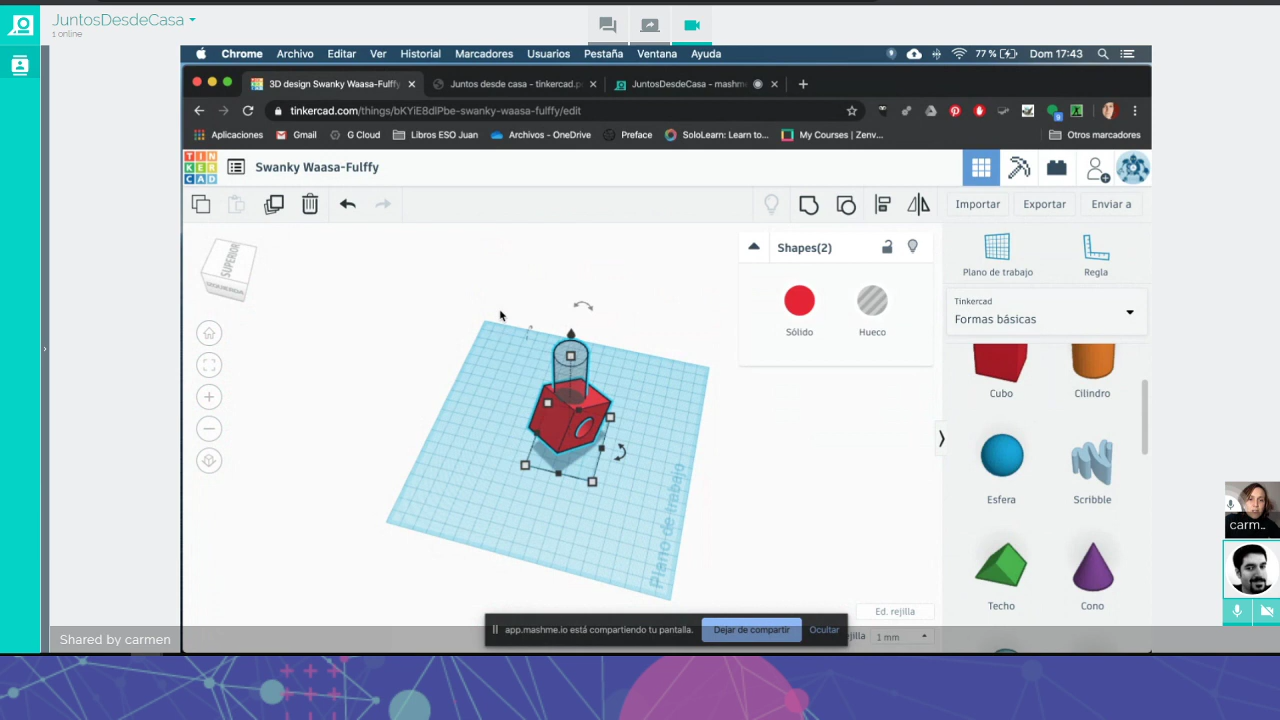 JuntosDesdeCasa
1 online
Chrome Archivo Editar Ver Historial Marcadores Usuarios Pestaña Ventana Ayuda 77 % Dom 17:43
3D design Swanky Waasa-Fulffy Juntos desde casa - tinkercad.p JuntosDesdeCasa - mashme
tinkercad.com/things/bKYiE8dlPbe-swanky-waasa-fulffy/edit
Aplicaciones Gmail G Cloud Libros ESO Juan Archivos - OneDrive Preface SoloLearn: Learn to... My Courses | Zenv... Otros marcadores
TIN
KER
CAD
Swanky Waasa-Fulffy
Importar Exportar Enviar a
SUPERIOR
IZQUIERDA
Shapes(2)
Sólido Hueco
Plano de trabajo Regla
Tinkercad
Formas básicas
Cubo Cilindro
Esfera Scribble
Techo Cono
Plano de trabajo
Ed. rejilla
1 mm
app.mashme.io está compartiendo tu pantalla. Dejar de compartir Ocultar
Shared by carmen
carm...